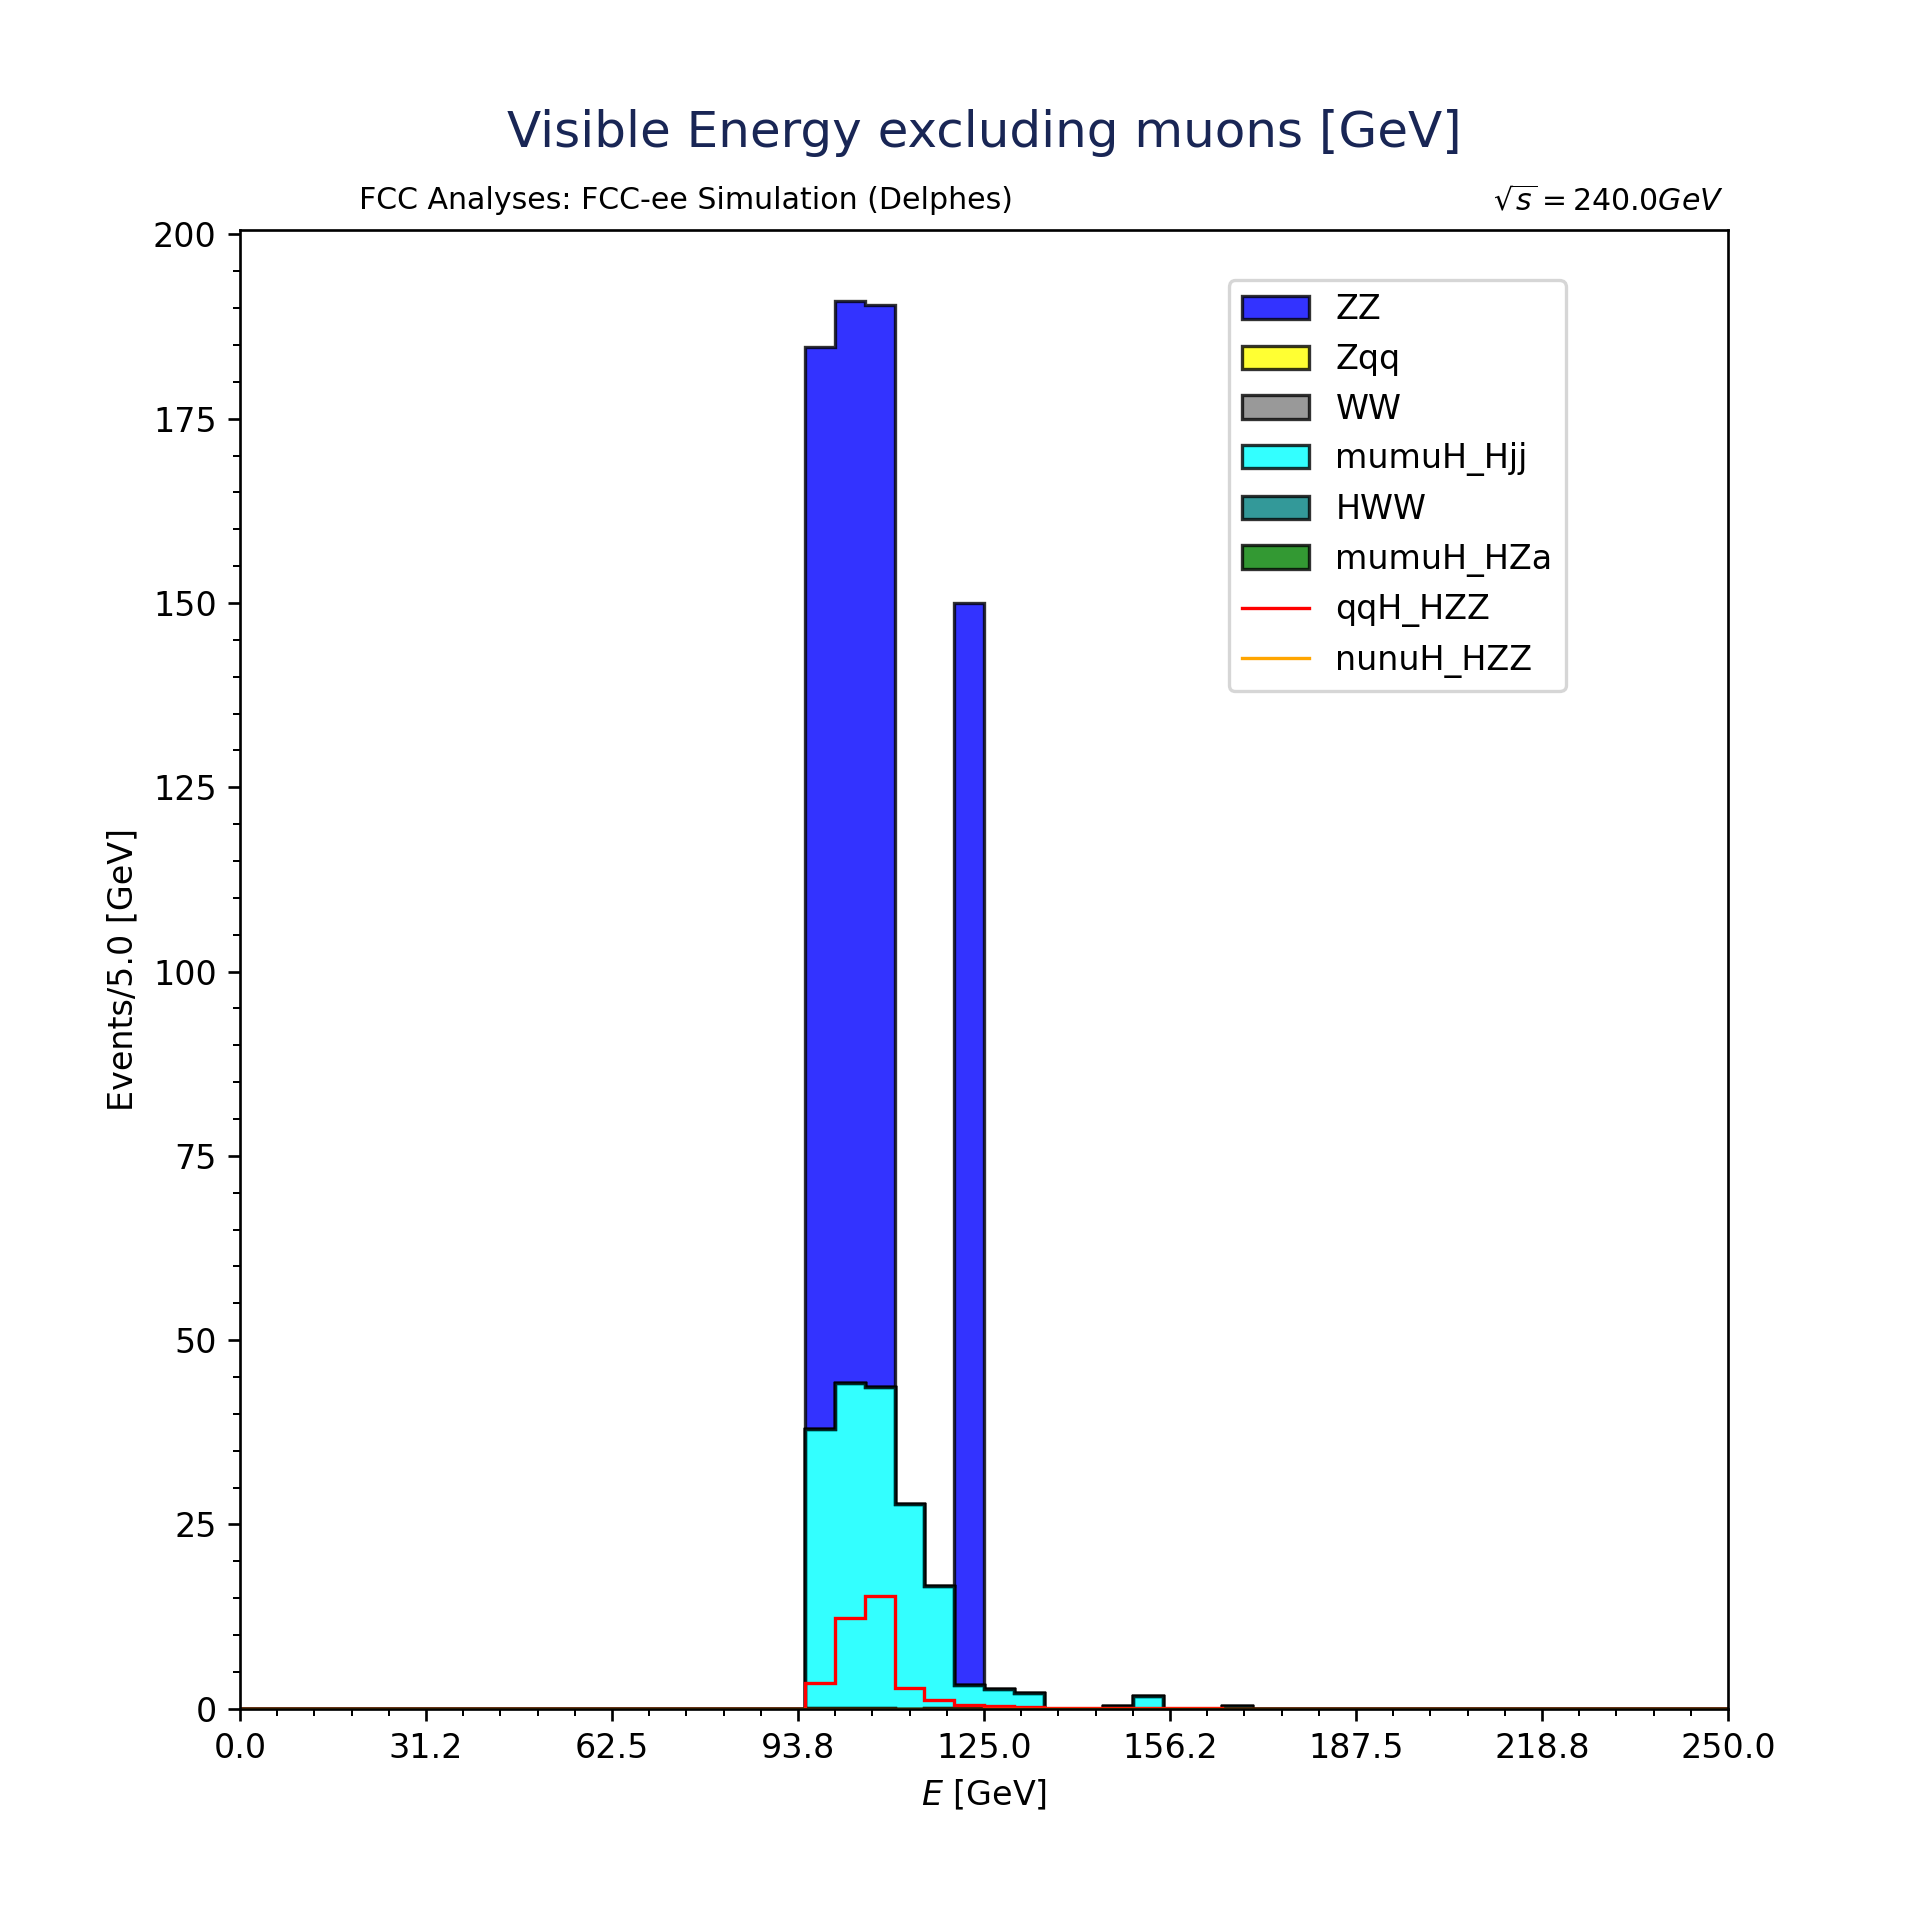 Visible Energy excluding muons [GeV]
FCC Analyses: FCC-ee Simulation (Delphes)
√s = 240.0GeV
200
175
150
125
100
75
50
25
0
Events/5.0 [GeV]
ZZ
Zqq
WW
mumuH_Hjj
HWW
mumuH_HZa
qqH_HZZ
nunuH_HZZ
0.0 31.2 62.5 93.8 125.0 156.2 187.5 218.8 250.0
E [GeV]